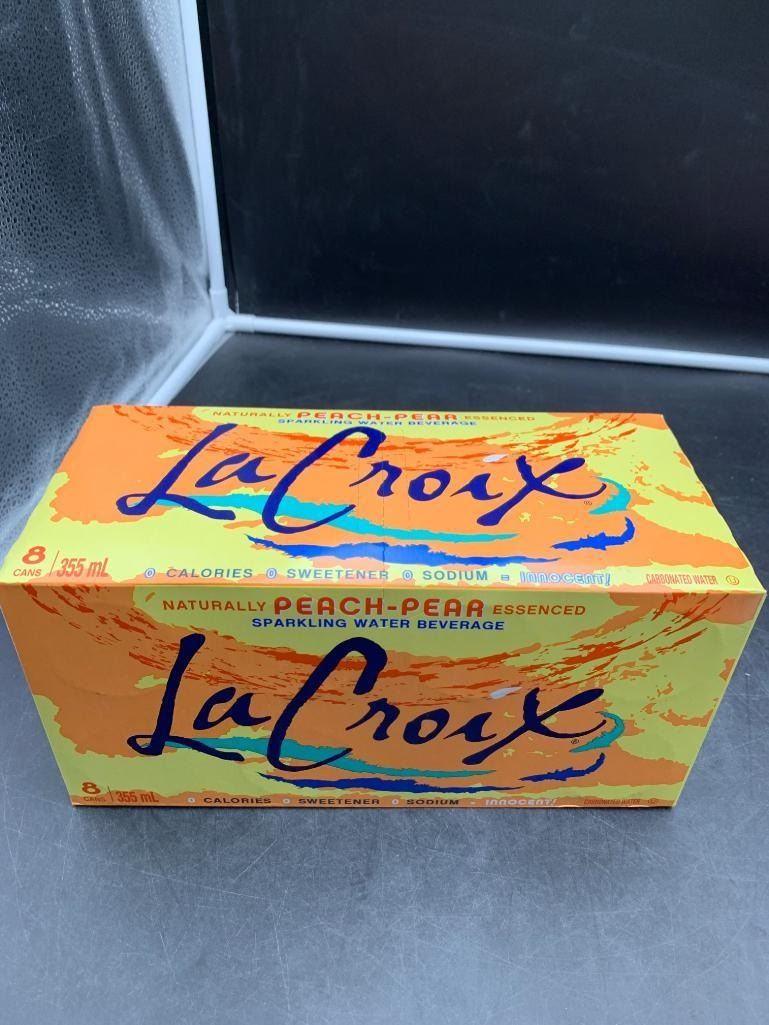 NATURALLY PEACH-PEAR ESSENCED
SPARKLING WATER BEVERAGE
LaCroix ®
8 CANS | 355 mL
0 CALORIES 0 SWEETENER 0 SODIUM = INNOCENT!
CARBONATED WATER
NATURALLY PEACH-PEAR ESSENCED
SPARKLING WATER BEVERAGE
LaCroix ®
8 CANS | 355 mL
0 CALORIES 0 SWEETENER 0 SODIUM = INNOCENT!
CARBONATED WATER